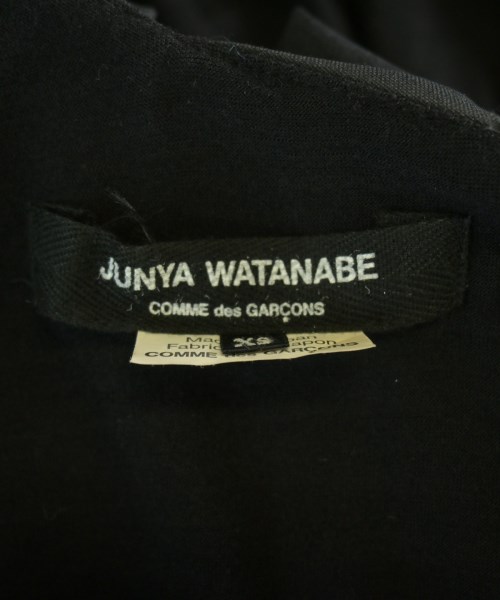 JUNYA WATANABE
COMME des GARÇONS
XS
COMME des GARÇONS